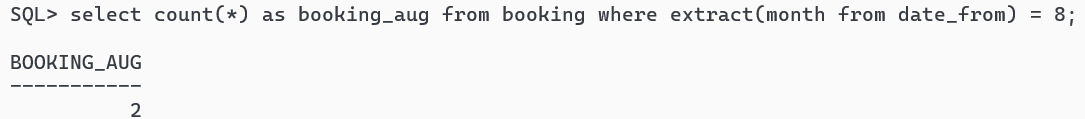 SQL> select count(*) as booking_aug from booking where extract(month from date_from) = 8;
BOOKING_AUG
-----------
2